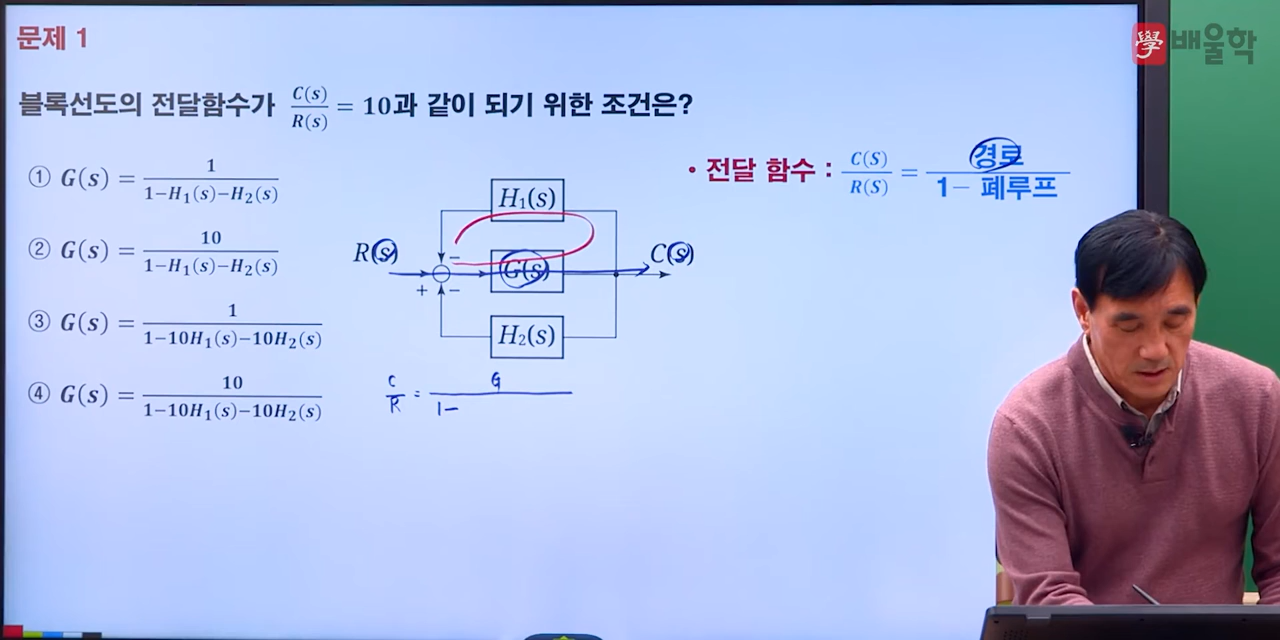 문제 1
學 배울학
블록선도의 전달함수가 C(s)/R(s) = 10과 같이 되기 위한 조건은?
① G(s) = 1/(1−H₁(s)−H₂(s))
② G(s) = 10/(1−H₁(s)−H₂(s))
③ G(s) = 1/(1−10H₁(s)−10H₂(s))
④ G(s) = 10/(1−10H₁(s)−10H₂(s))
H₁(s)
R(s)
−
G(s)
C(s)
+
−
H₂(s)
C/R = G/(1−
• 전달 함수 : C(S)/R(S) = 경로/(1− 폐루프)